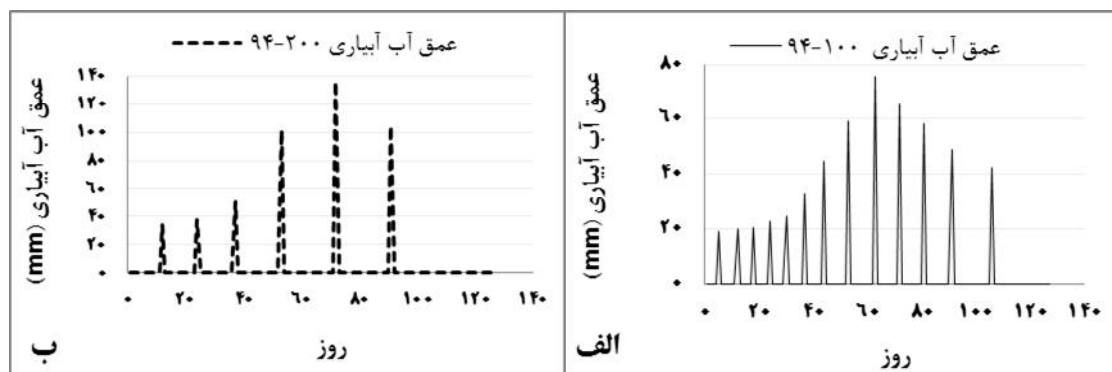 عمق آب آبیاری ۱۰۰-۹۴
عمق آب آبیاری (mm)
۸۰
۶۰
۴۰
۲۰
۰
۰ ۲۰ ۴۰ ۶۰ ۸۰ ۱۰۰ ۱۲۰ ۱۴۰
روز
الف
عمق آب آبیاری ۲۰۰-۹۴
عمق آب آبیاری (mm)
۱۴۰
۱۲۰
۱۰۰
۸۰
۶۰
۴۰
۲۰
۰
۰ ۲۰ ۴۰ ۶۰ ۸۰ ۱۰۰ ۱۲۰ ۱۴۰
روز
ب